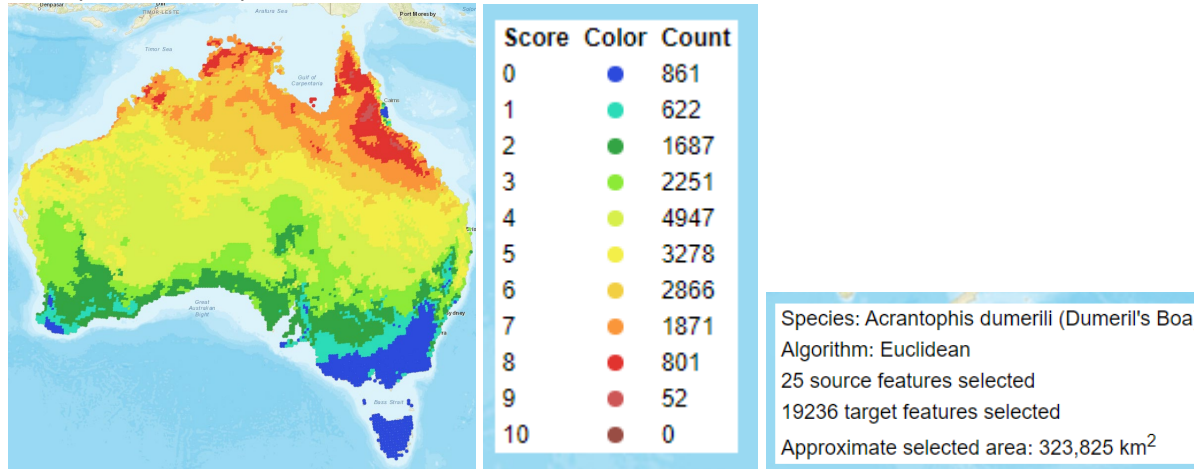 Arafura Sea
Port Moresby
Timor Sea
Gulf of
Carpentaria
Cairns
Great
Australian
Bight
ydney
Bass Strait
Score Color Count
0 861
1 622
2 1687
3 2251
4 4947
5 3278
6 2866
7 1871
8 801
9 52
10 0
Species: Acrantophis dumerili (Dumeril's Boa
Algorithm: Euclidean
25 source features selected
19236 target features selected
Approximate selected area: 323,825 km²